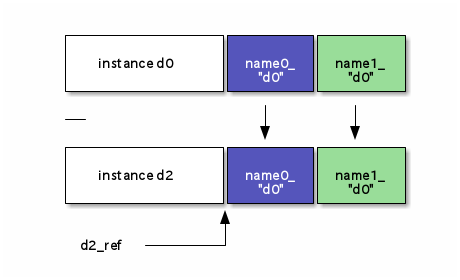 instance d0
name0_
"d0"
name1_
"d0"
instance d2
name0_
"d0"
name1_
"d0"
d2_ref